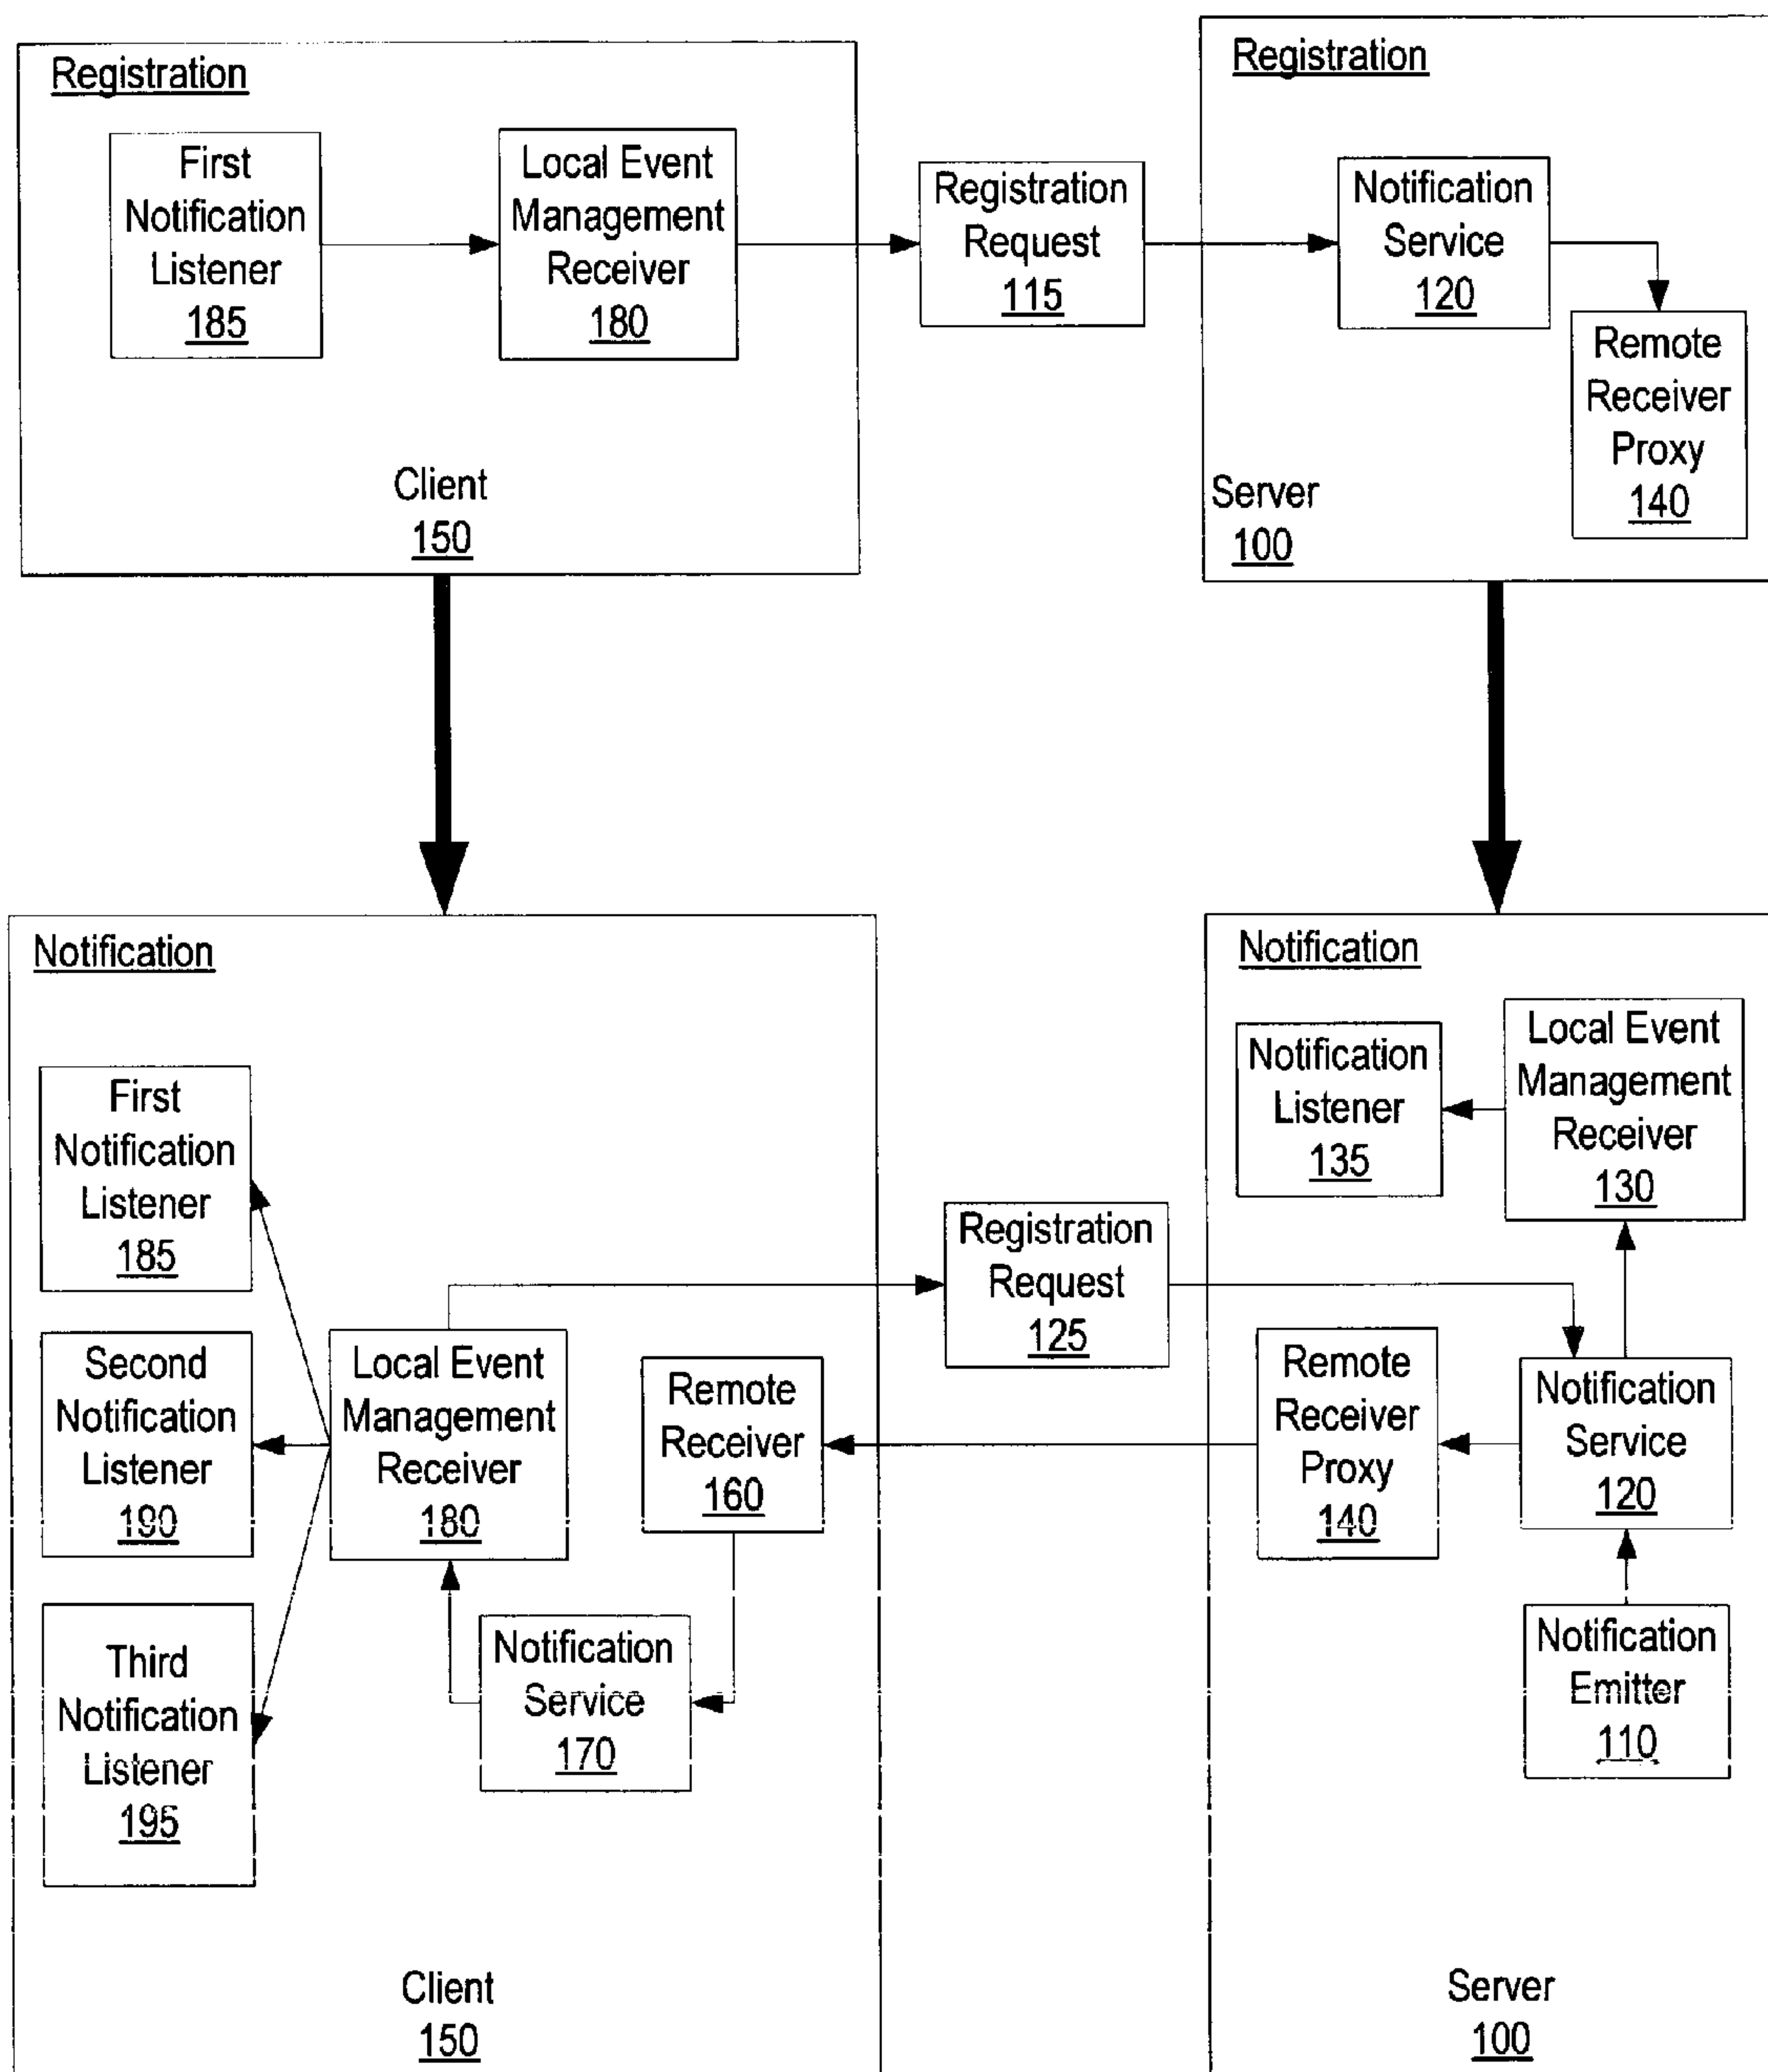 Registration
First
Notification
Listener
185
Local Event
Management
Receiver
180
Client
150
Registration
Request
115
Registration
Notification
Service
120
Remote
Receiver
Proxy
140
Server
100
Notification
First
Notification
Listener
185
Second
Notification
Listener
190
Third
Notification
Listener
195
Local Event
Management
Receiver
180
Remote
Receiver
160
Notification
Service
170
Client
150
Registration
Request
125
Notification
Notification
Listener
135
Local Event
Management
Receiver
130
Remote
Receiver
Proxy
140
Notification
Service
120
Notification
Emitter
110
Server
100